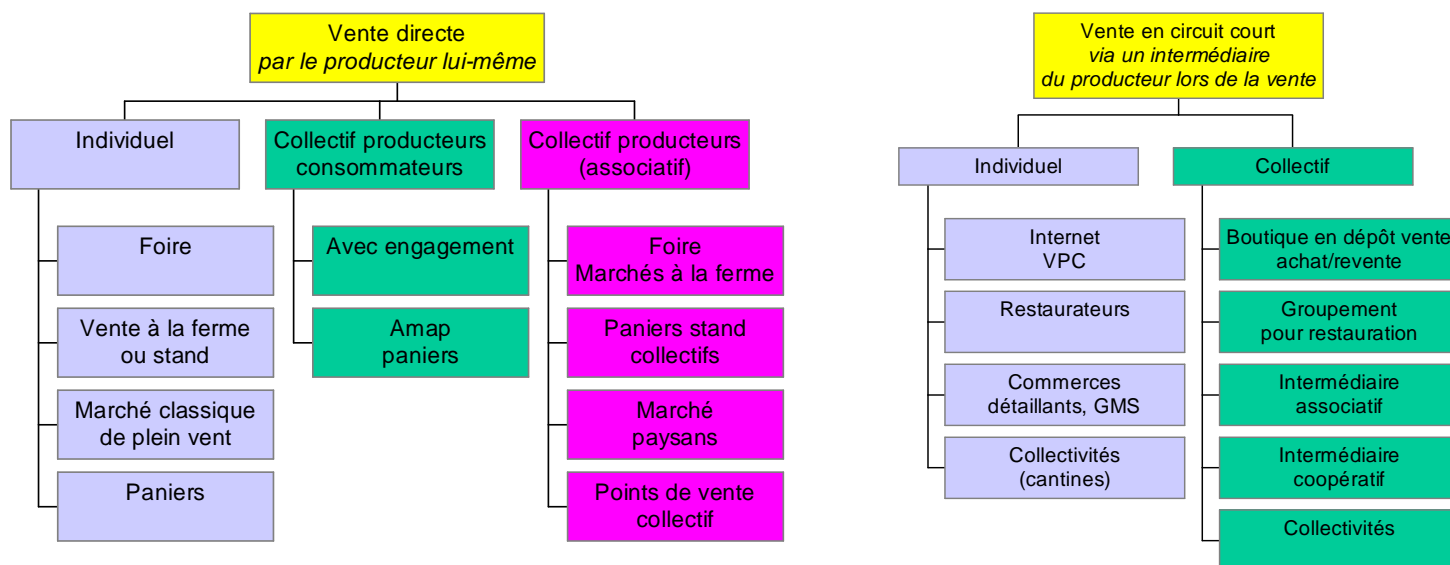 Vente directe
par le producteur lui-même
Individuel
Foire
Vente à la ferme
ou stand
Marché classique
de plein vent
Paniers
Collectif producteurs
consommateurs
Avec engagement
Amap
paniers
Collectif producteurs
(associatif)
Foire
Marchés à la ferme
Paniers stand
collectifs
Marché
paysans
Points de vente
collectif
Vente en circuit court
via un intermédiaire
du producteur lors de la vente
Individuel
Internet
VPC
Restaurateurs
Commerces
détaillants, GMS
Collectivités
(cantines)
Collectif
Boutique en dépôt vente
achat/revente
Groupement
pour restauration
Intermédiaire
associatif
Intermédiaire
coopératif
Collectivités